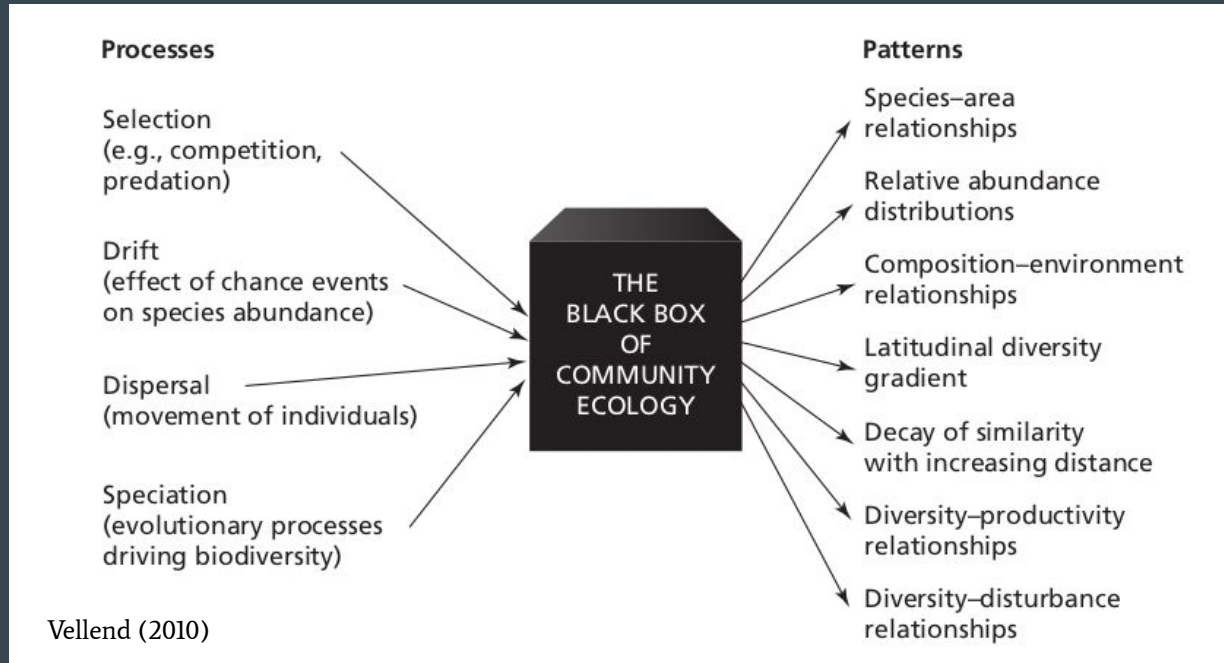 Processes
Selection
(e.g., competition,
predation)
Drift
(effect of chance events
on species abundance)
Dispersal
(movement of individuals)
Speciation
(evolutionary processes
driving biodiversity)
THE
BLACK BOX
OF
COMMUNITY
ECOLOGY
Patterns
Species–area
relationships
Relative abundance
distributions
Composition–environment
relationships
Latitudinal diversity
gradient
Decay of similarity
with increasing distance
Diversity–productivity
relationships
Diversity–disturbance
relationships
Vellend (2010)